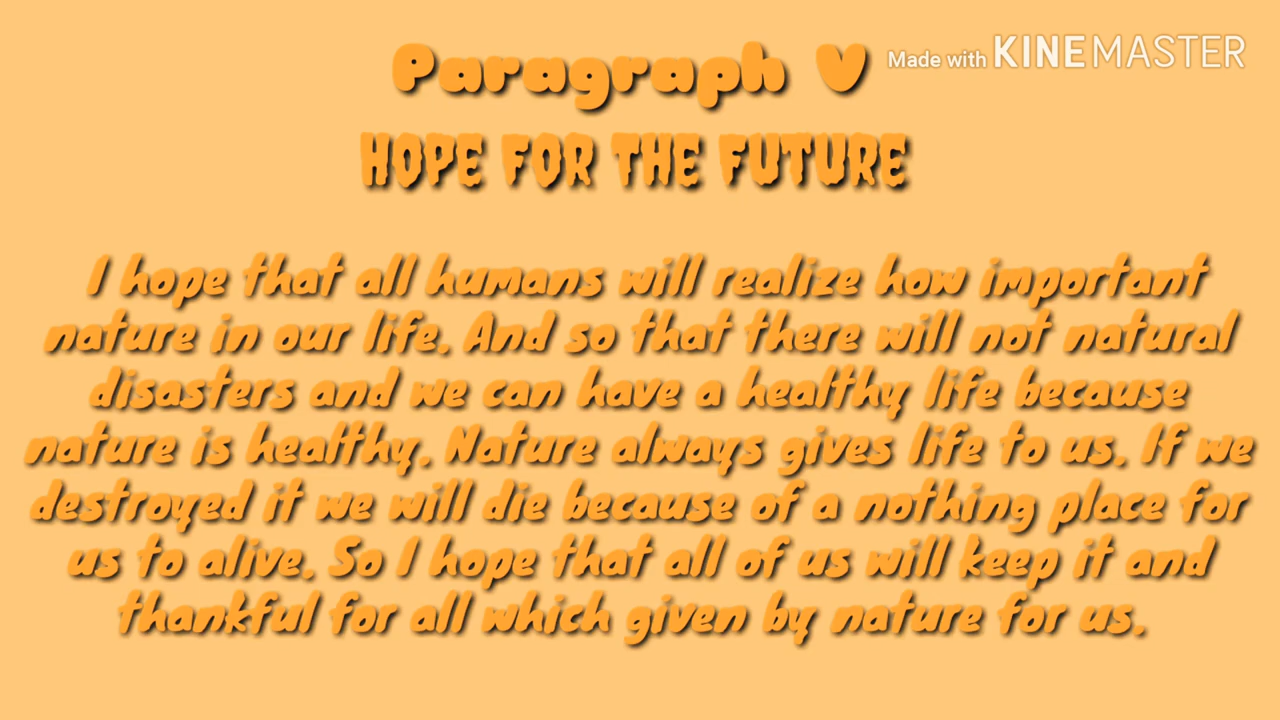 Paragraph V
Made with KINEMASTER
HOPE FOR THE FUTURE
I hope that all humans will realize how important
nature in our life. And so that there will not natural
disasters and we can have a healthy life because
nature is healthy. Nature always gives life to us. If we
destroyed it we will die because of a nothing place for
us to alive. So I hope that all of us will keep it and
thankful for all which given by nature for us.